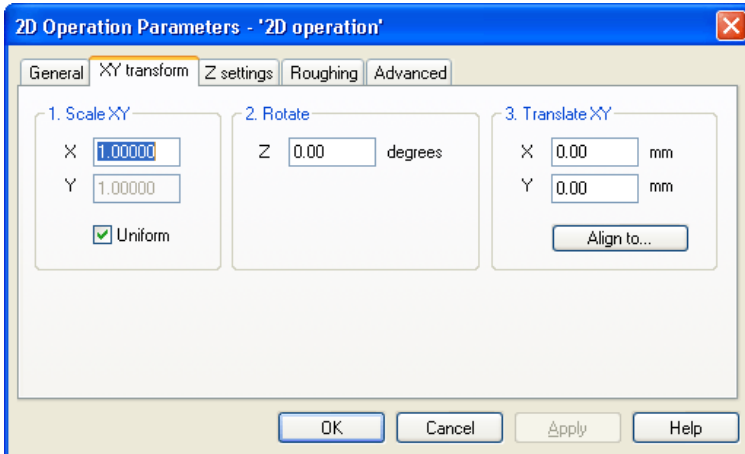 2D Operation Parameters - '2D operation'
General XY transform Z settings Roughing Advanced
1. Scale XY 2. Rotate 3. Translate XY
X 1.00000 Z 0.00 degrees X 0.00 mm
Y 1.00000 Y 0.00 mm
Uniform Align to...
OK Cancel Apply Help